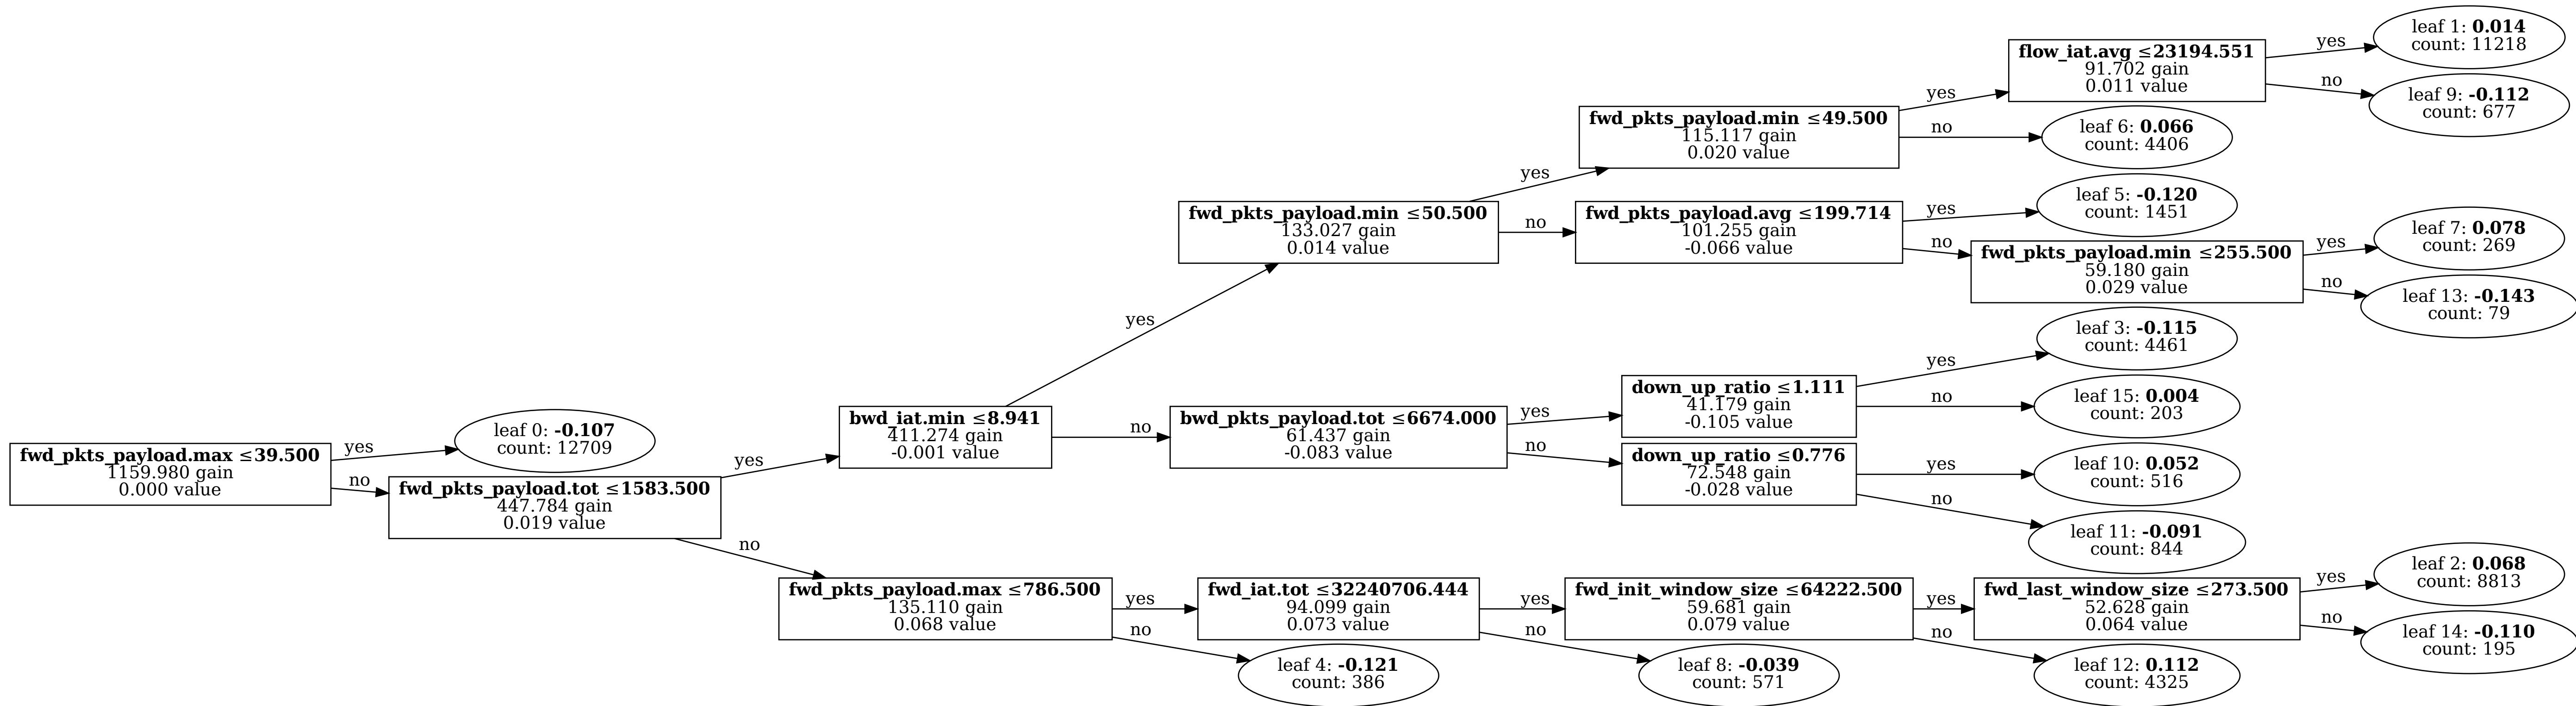 fwd_pkts_payload.max ≤39.500
1159.980 gain
0.000 value
yes
no
leaf 0: -0.107
count: 12709
fwd_pkts_payload.tot ≤1583.500
447.784 gain
0.019 value
yes
no
bwd_iat.min ≤8.941
411.274 gain
-0.001 value
yes
no
fwd_pkts_payload.min ≤50.500
133.027 gain
0.014 value
yes
no
fwd_pkts_payload.min ≤49.500
115.117 gain
0.020 value
yes
no
flow_iat.avg ≤23194.551
91.702 gain
0.011 value
yes
no
leaf 1: 0.014
count: 11218
leaf 9: -0.112
count: 677
leaf 6: 0.066
count: 4406
fwd_pkts_payload.avg ≤199.714
101.255 gain
-0.066 value
yes
no
leaf 5: -0.120
count: 1451
fwd_pkts_payload.min ≤255.500
59.180 gain
0.029 value
yes
no
leaf 7: 0.078
count: 269
leaf 13: -0.143
count: 79
bwd_pkts_payload.tot ≤6674.000
61.437 gain
-0.083 value
yes
no
down_up_ratio ≤1.111
41.179 gain
-0.105 value
yes
no
leaf 3: -0.115
count: 4461
leaf 15: 0.004
count: 203
down_up_ratio ≤0.776
72.548 gain
-0.028 value
yes
no
leaf 10: 0.052
count: 516
leaf 11: -0.091
count: 844
fwd_pkts_payload.max ≤786.500
135.110 gain
0.068 value
yes
no
fwd_iat.tot ≤32240706.444
94.099 gain
0.073 value
yes
no
leaf 4: -0.121
count: 386
fwd_init_window_size ≤64222.500
59.681 gain
0.079 value
yes
no
leaf 8: -0.039
count: 571
fwd_last_window_size ≤273.500
52.628 gain
0.064 value
yes
no
leaf 12: 0.112
count: 4325
leaf 2: 0.068
count: 8813
leaf 14: -0.110
count: 195